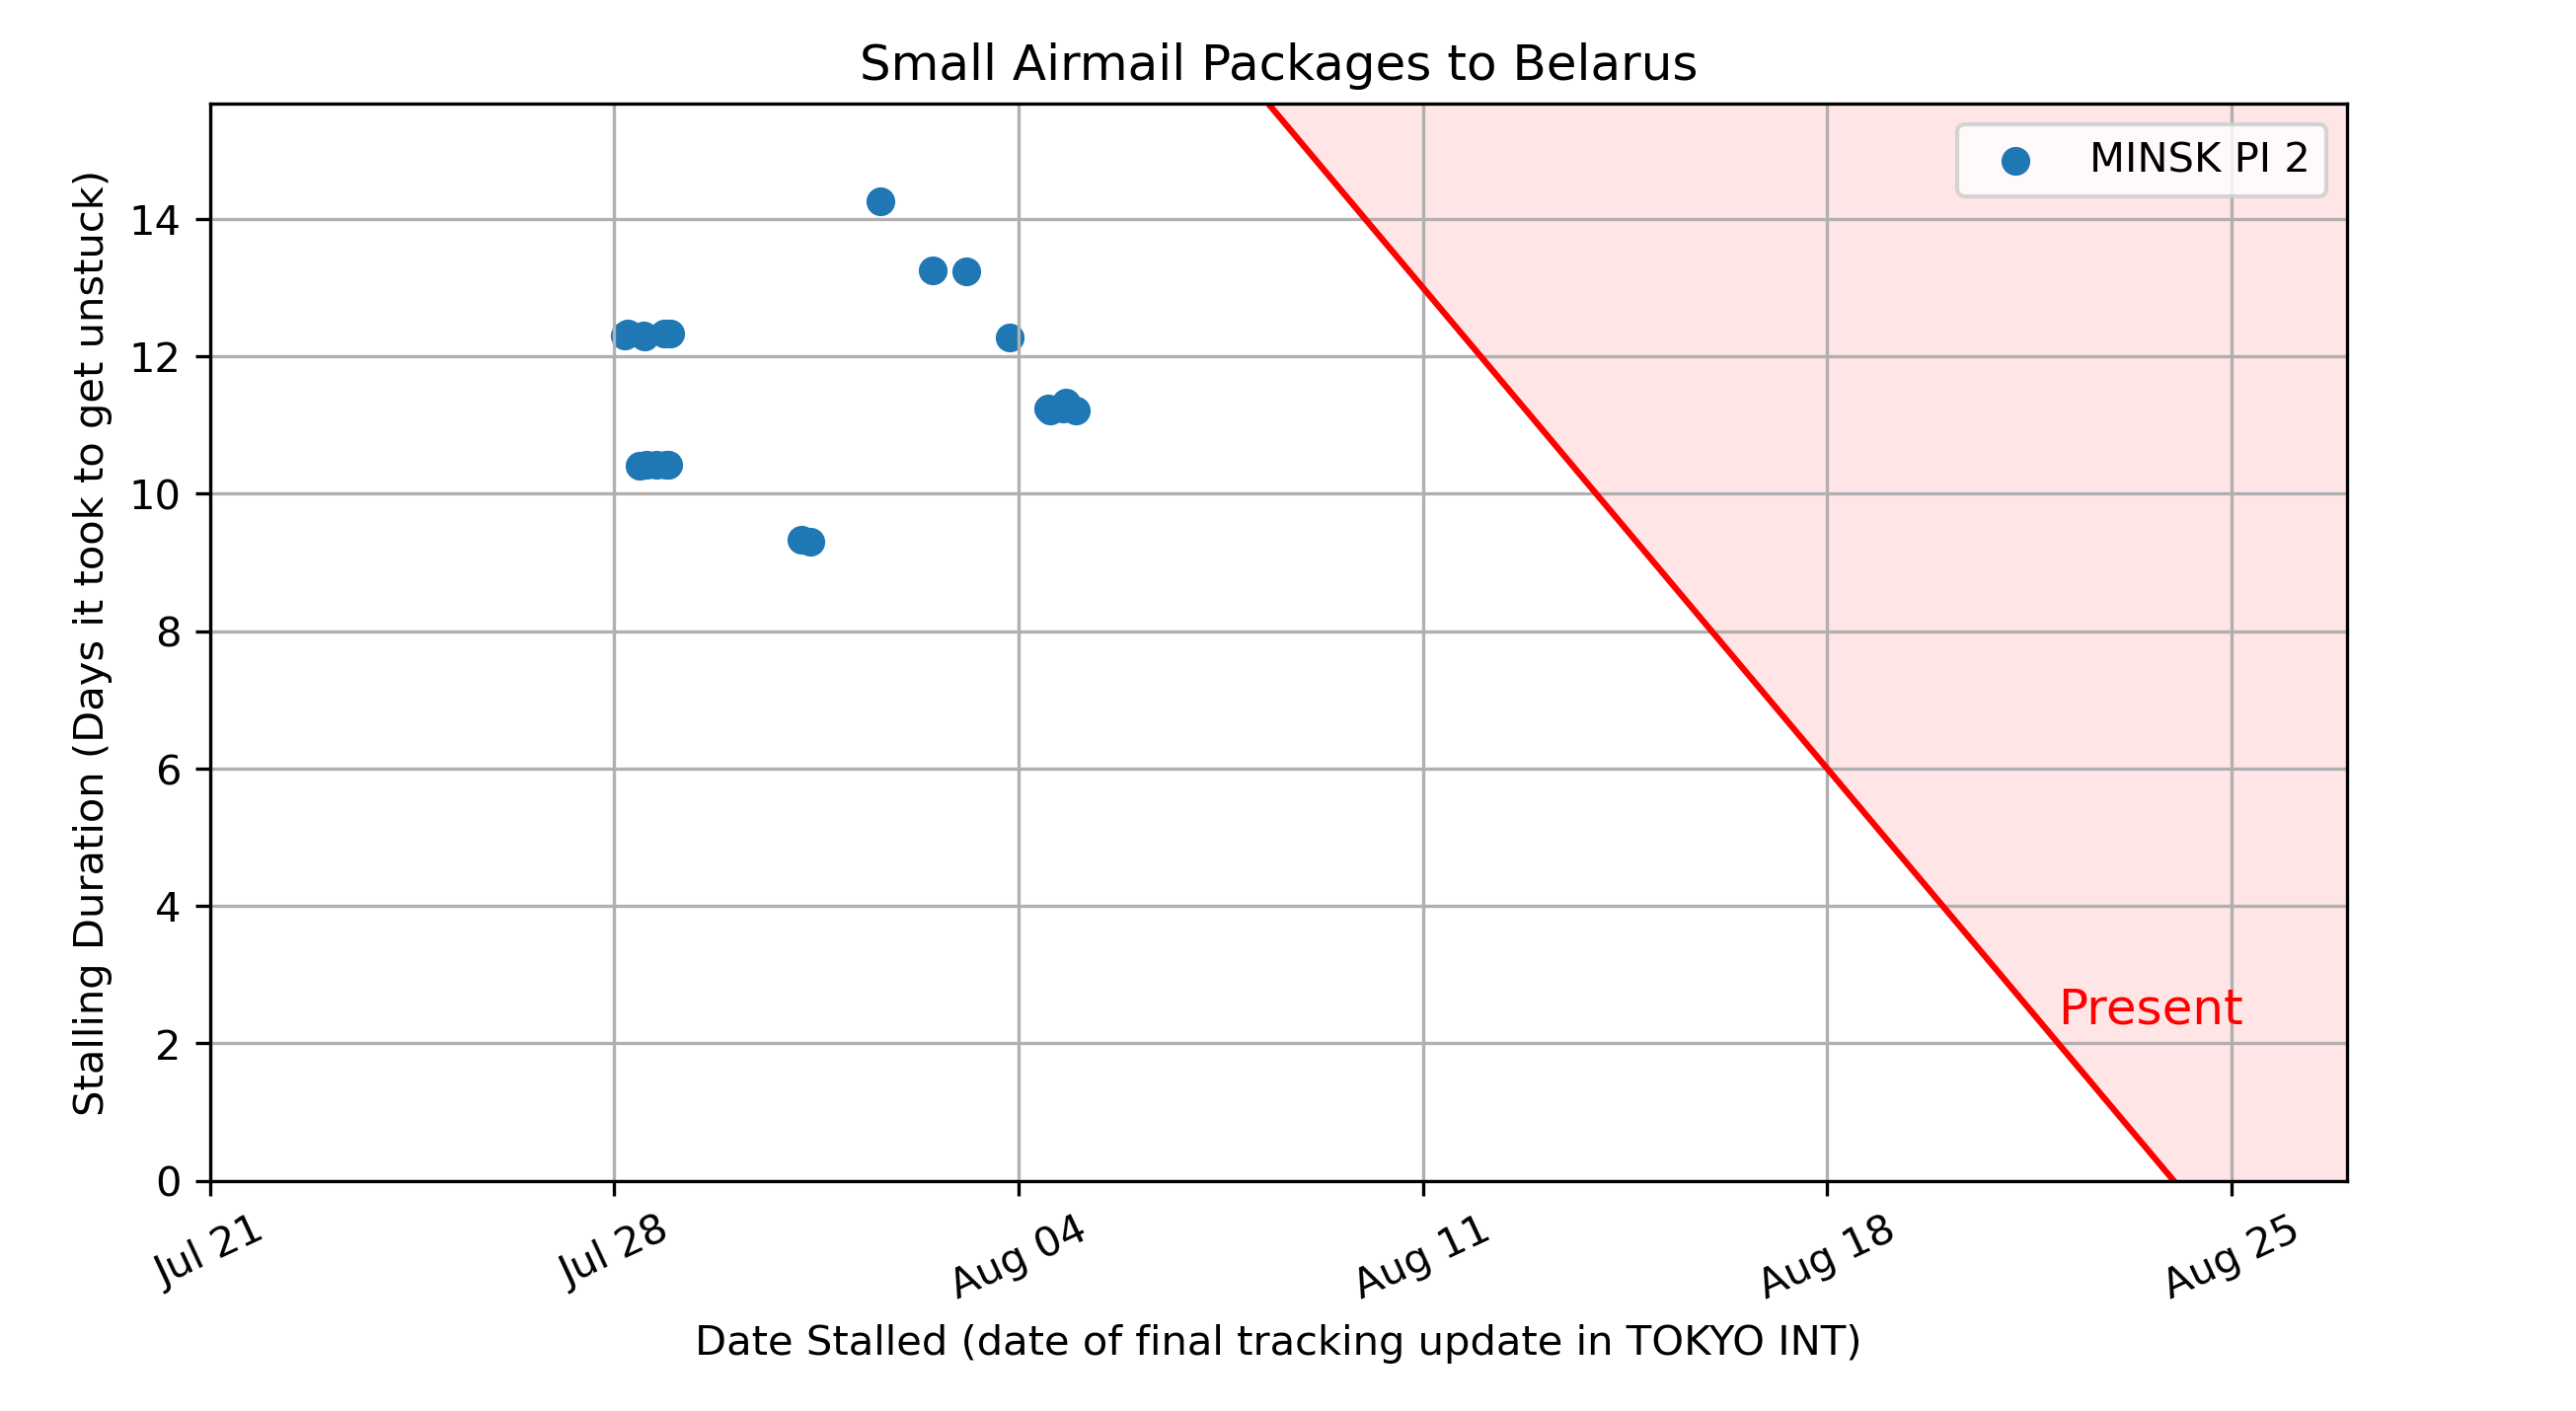 Small Airmail Packages to Belarus
MINSK PI 2
Stalling Duration (Days it took to get unstuck)
14
12
10
8
6
4
2
0
Present
Jul 21
Jul 28
Aug 04
Aug 11
Aug 18
Aug 25
Date Stalled (date of final tracking update in TOKYO INT)